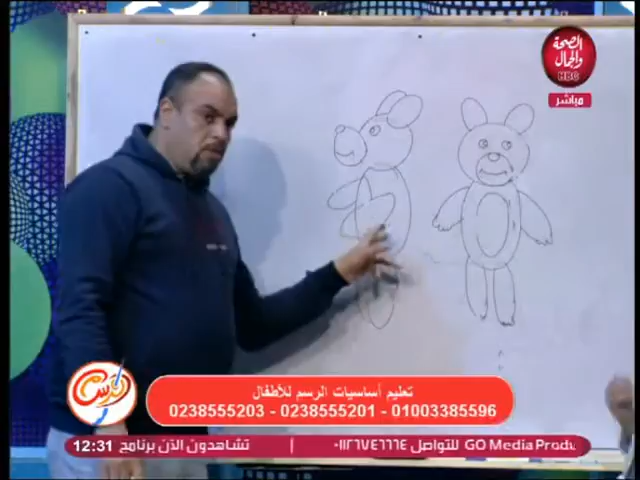 الصحة
والجمال
HBC
مباشر
تعليم أساسيات الرسم للأطفال
0238555203 - 0238555201 - 01003385596
12:31
تشاهدون الآن برنامج
للتواصل
GO Media Produ